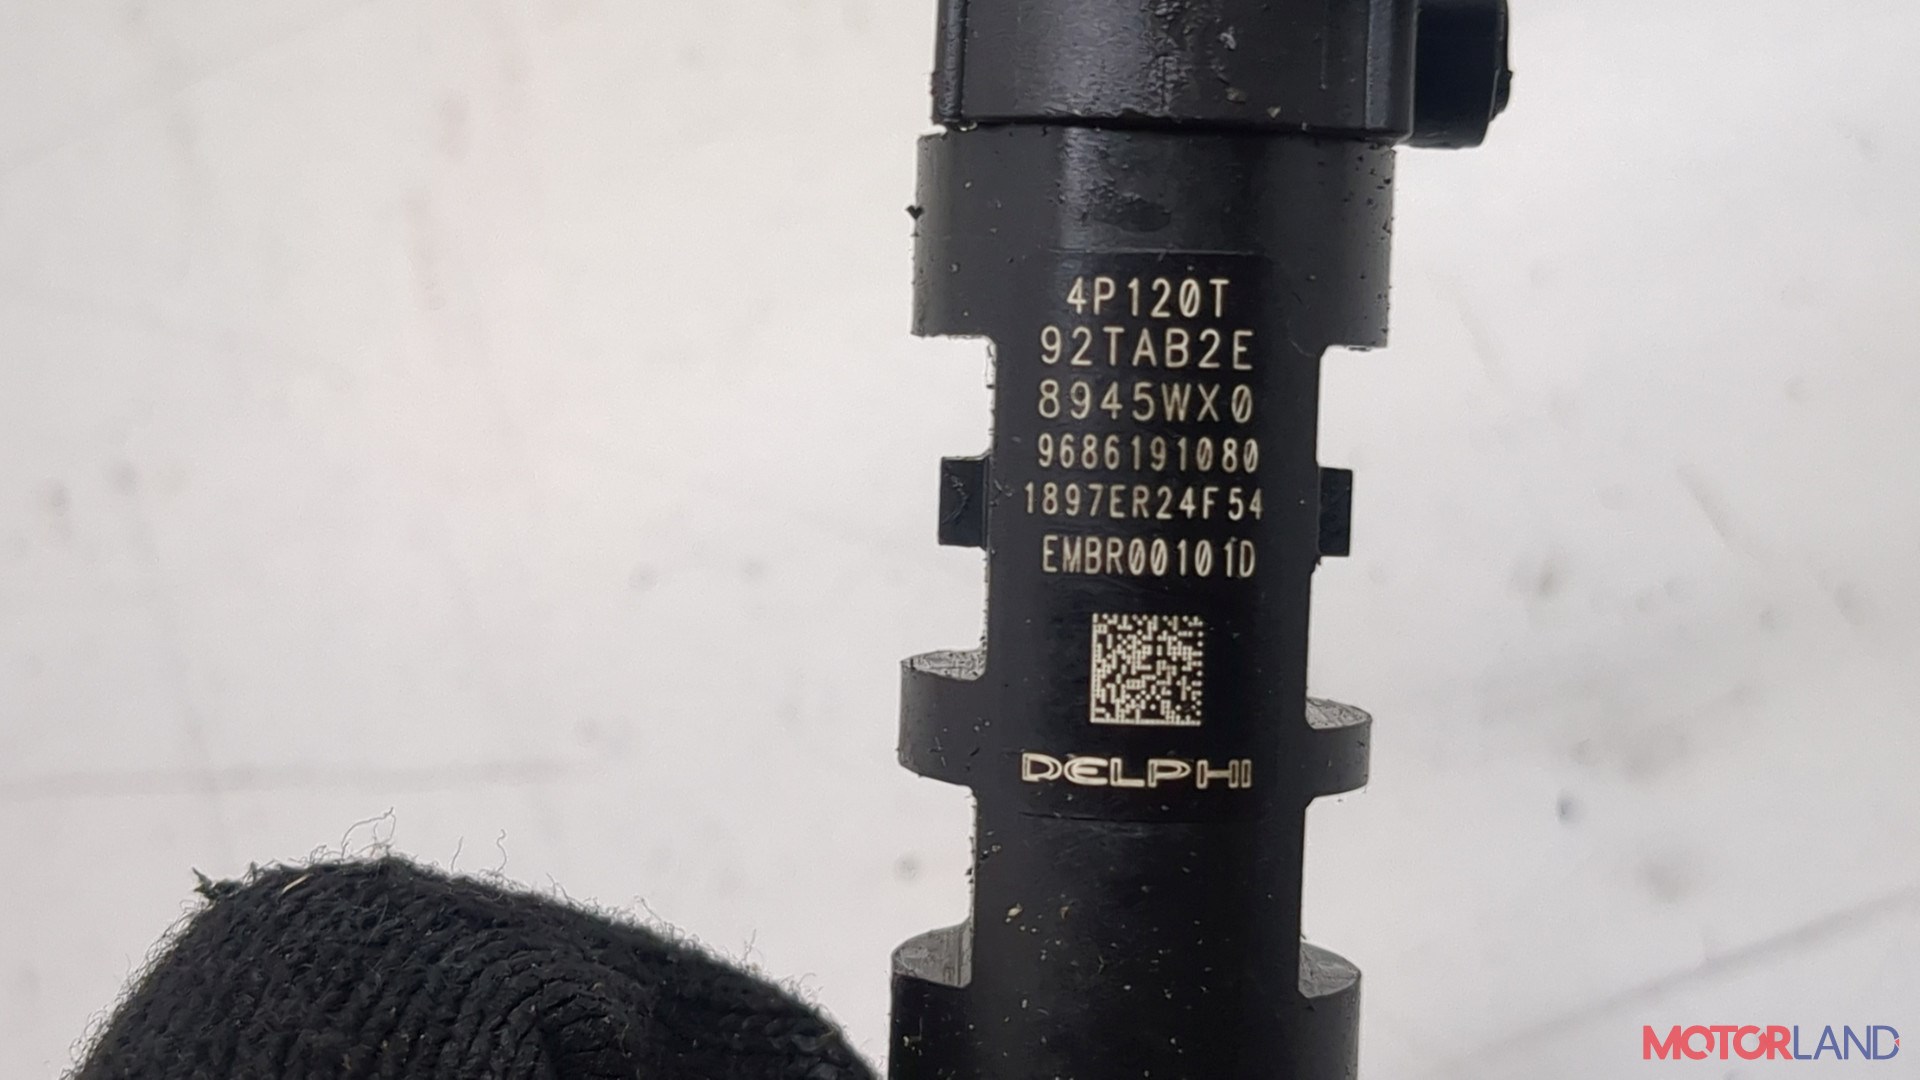 4P120T
92TAB2E
8945WX0
9686191080
1897ER24F54
EMBR00101D
DELPHI
MOTORLAND